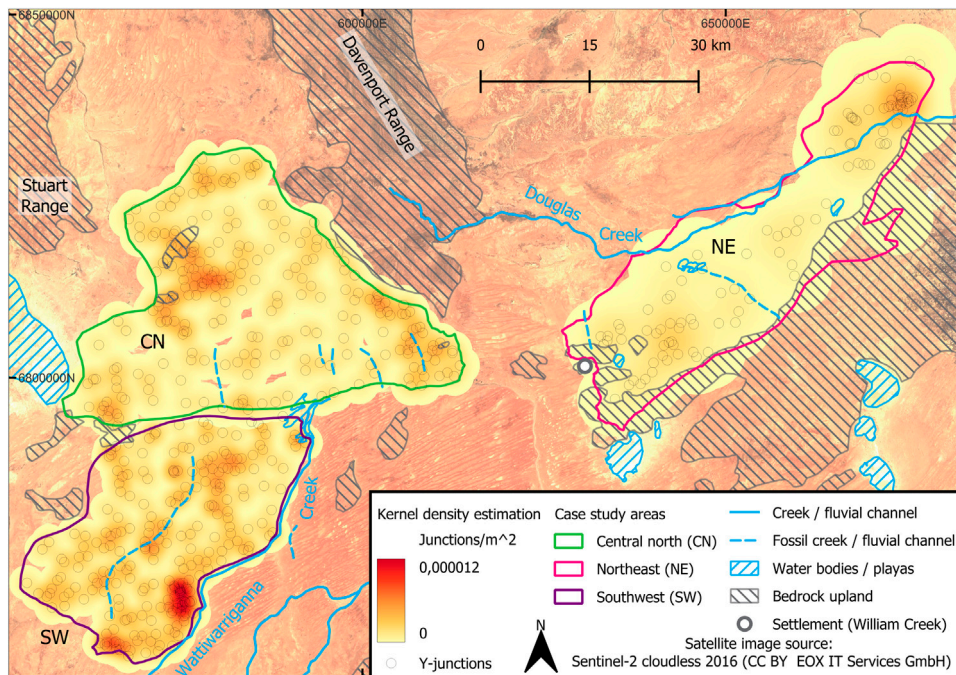 6850000N
600000E
650000E
0 15 30 km
Davenport Range
Stuart
Range
Douglas
Creek
NE
CN
6800000N
Creek
Wattiwarriganna
SW
Kernel density estimation
Junctions/m^2
0,000012
0
Y-junctions
Case study areas
Central north (CN)
Northeast (NE)
Southwest (SW)
N
Creek / fluvial channel
Fossil creek / fluvial channel
Water bodies / playas
Bedrock upland
Settlement (William Creek)
Satellite image source:
Sentinel-2 cloudless 2016 (CC BY EOX IT Services GmbH)